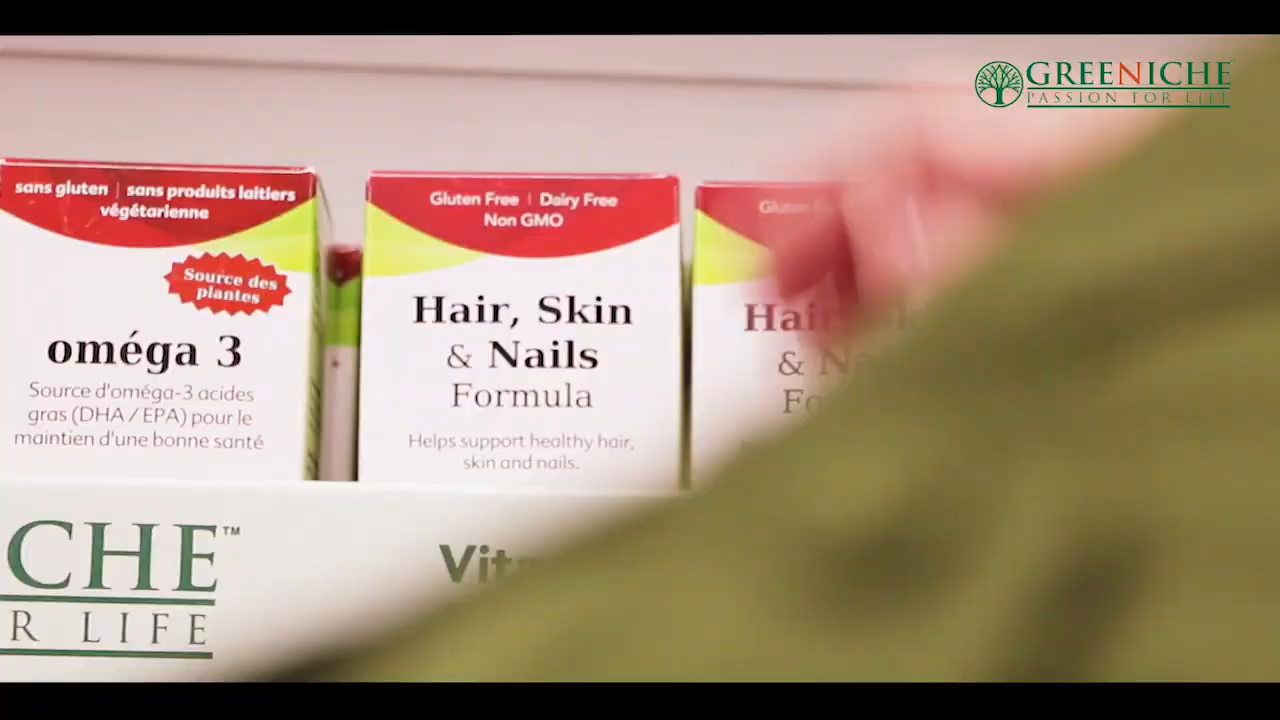 GREENICHE
PASSION FOR LIFE
sans gluten | sans produits laitiers
végétarienne
Source des
plantes
oméga 3
Source d'oméga-3 acides
gras (DHA / EPA) pour le
maintien d'une bonne santé
Gluten Free | Dairy Free
Non GMO
Hair, Skin
& Nails
Formula
Helps support healthy hair,
skin and nails.
Gluten
Hair
&
CHE™
R LIFE